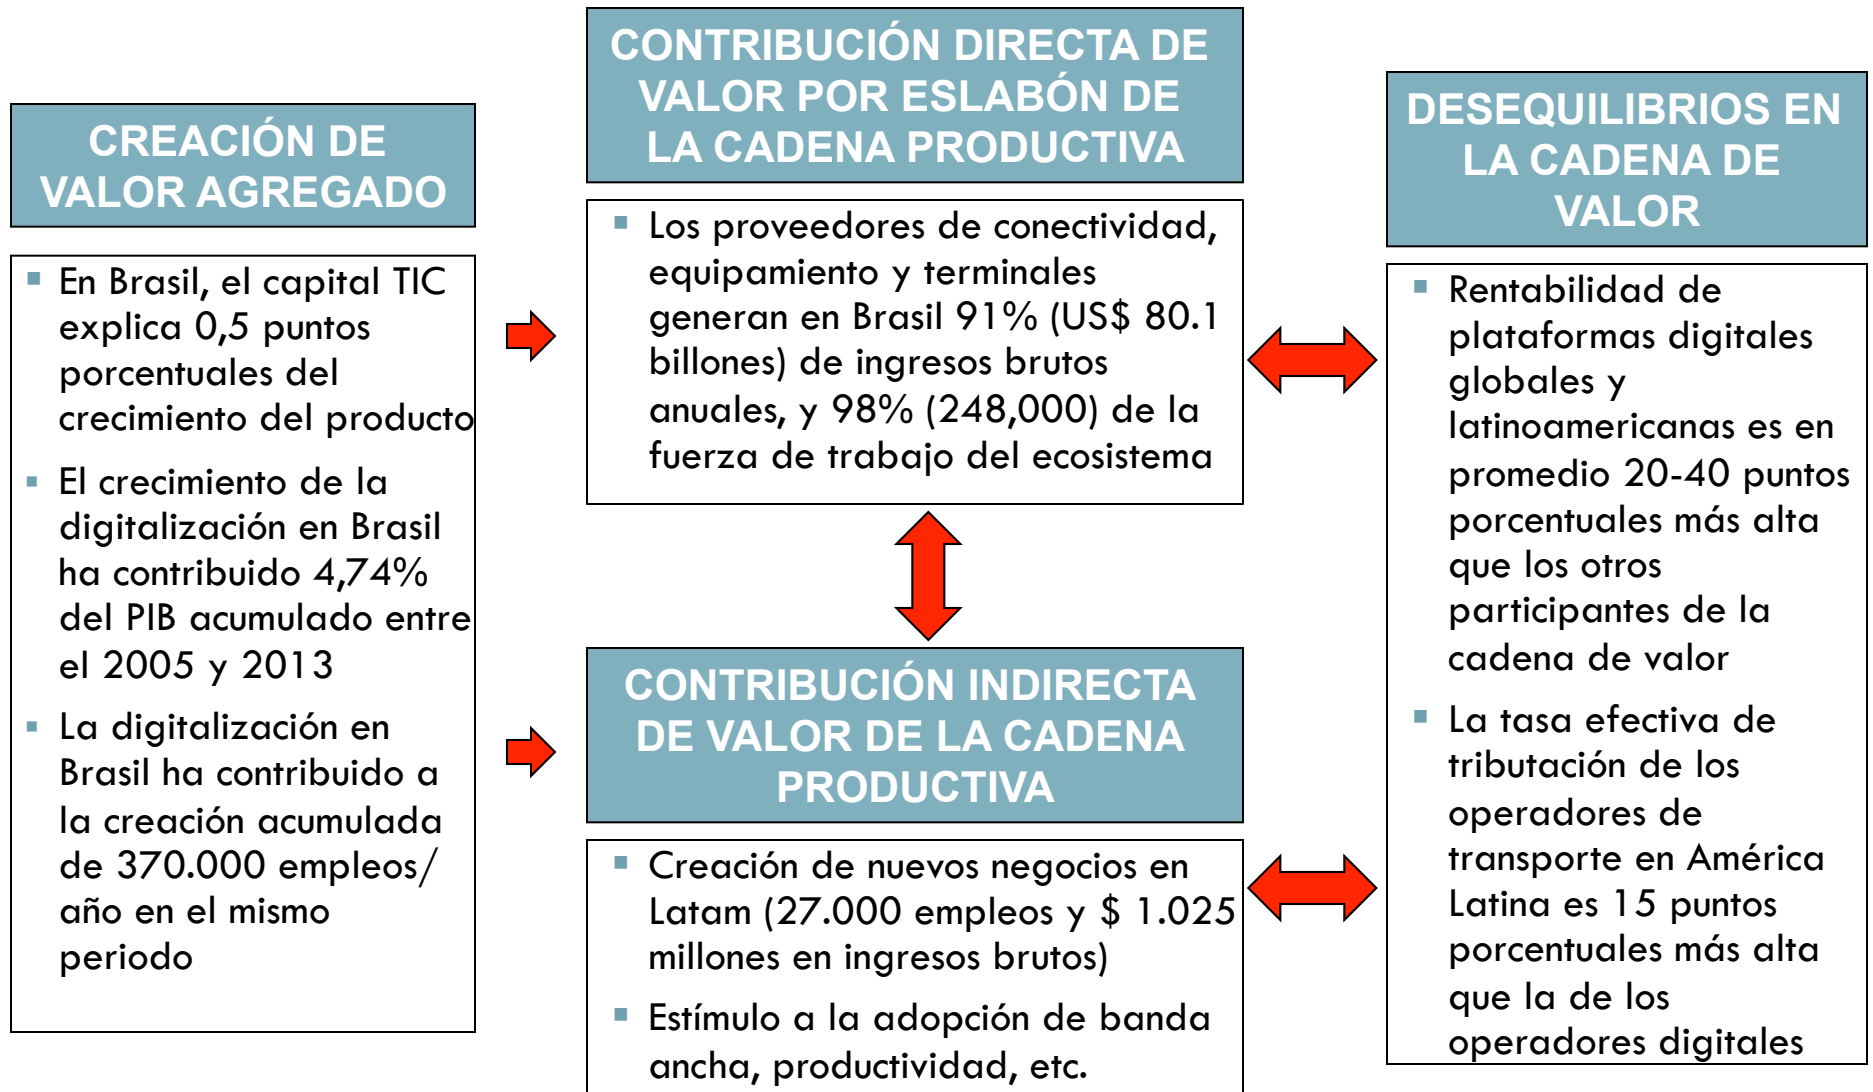 CREACIÓN DE
VALOR AGREGADO
▪ En Brasil, el capital TIC
explica 0,5 puntos
porcentuales del
crecimiento del producto
▪ El crecimiento de la
digitalización en Brasil
ha contribuido 4,74%
del PIB acumulado entre
el 2005 y 2013
▪ La digitalización en
Brasil ha contribuido a
la creación acumulada
de 370.000 empleos/
año en el mismo
periodo
CONTRIBUCIÓN DIRECTA DE
VALOR POR ESLABÓN DE
LA CADENA PRODUCTIVA
▪ Los proveedores de conectividad,
equipamiento y terminales
generan en Brasil 91% (US$ 80.1
billones) de ingresos brutos
anuales, y 98% (248,000) de la
fuerza de trabajo del ecosistema
CONTRIBUCIÓN INDIRECTA
DE VALOR DE LA CADENA
PRODUCTIVA
▪ Creación de nuevos negocios en
Latam (27.000 empleos y $ 1.025
millones en ingresos brutos)
▪ Estímulo a la adopción de banda
ancha, productividad, etc.
DESEQUILIBRIOS EN
LA CADENA DE
VALOR
▪ Rentabilidad de
plataformas digitales
globales y
latinoamericanas es en
promedio 20-40 puntos
porcentuales más alta
que los otros
participantes de la
cadena de valor
▪ La tasa efectiva de
tributación de los
operadores de
transporte en América
Latina es 15 puntos
porcentuales más alta
que la de los
operadores digitales